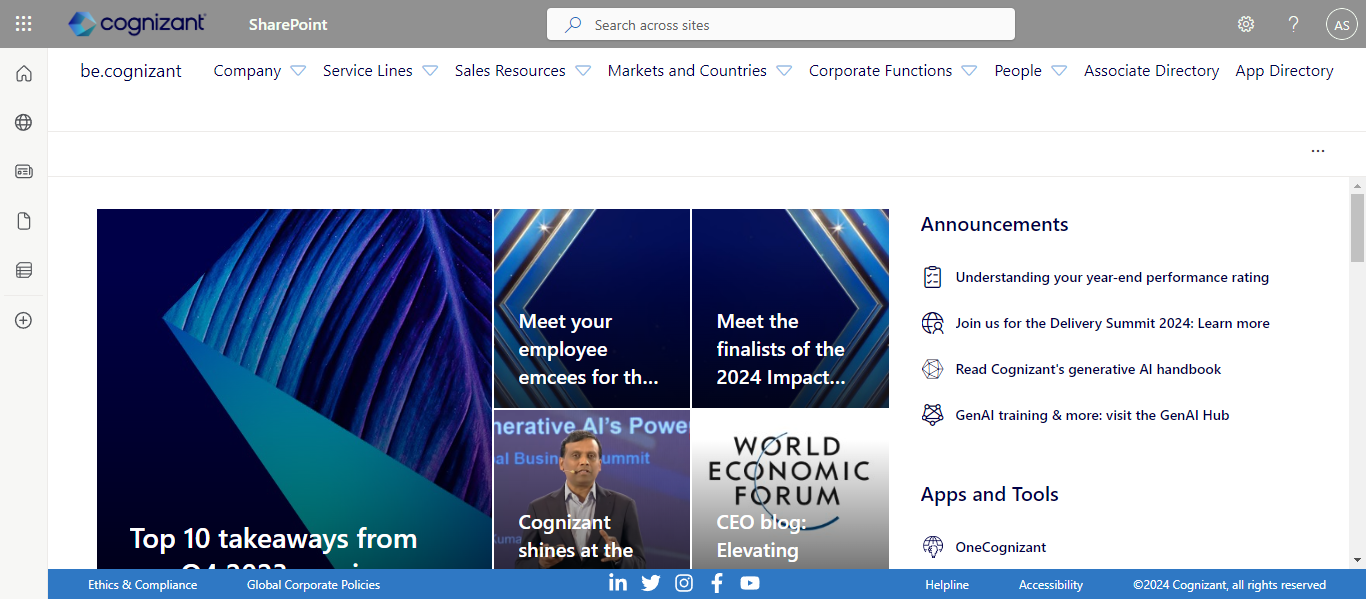 cognizant
SharePoint
Search across sites
?
AS
be.cognizant
Company
Service Lines
Sales Resources
Markets and Countries
Corporate Functions
People
Associate Directory
App Directory
...
Top 10 takeaways from
Meet your
employee
emcees for th...
Meet the
finalists of the
2024 Impact...
nerative AI's Powe
al Busin
ummit
Cognizant
shines at the
WORLD
ECONOMIC
FORUM
CEO blog:
Elevating
Announcements
Understanding your year-end performance rating
Join us for the Delivery Summit 2024: Learn more
Read Cognizant's generative AI handbook
GenAI training & more: visit the GenAI Hub
Apps and Tools
OneCognizant
Ethics & Compliance
Global Corporate Policies
in
f
Helpline
Accessibility
©2024 Cognizant, all rights reserved